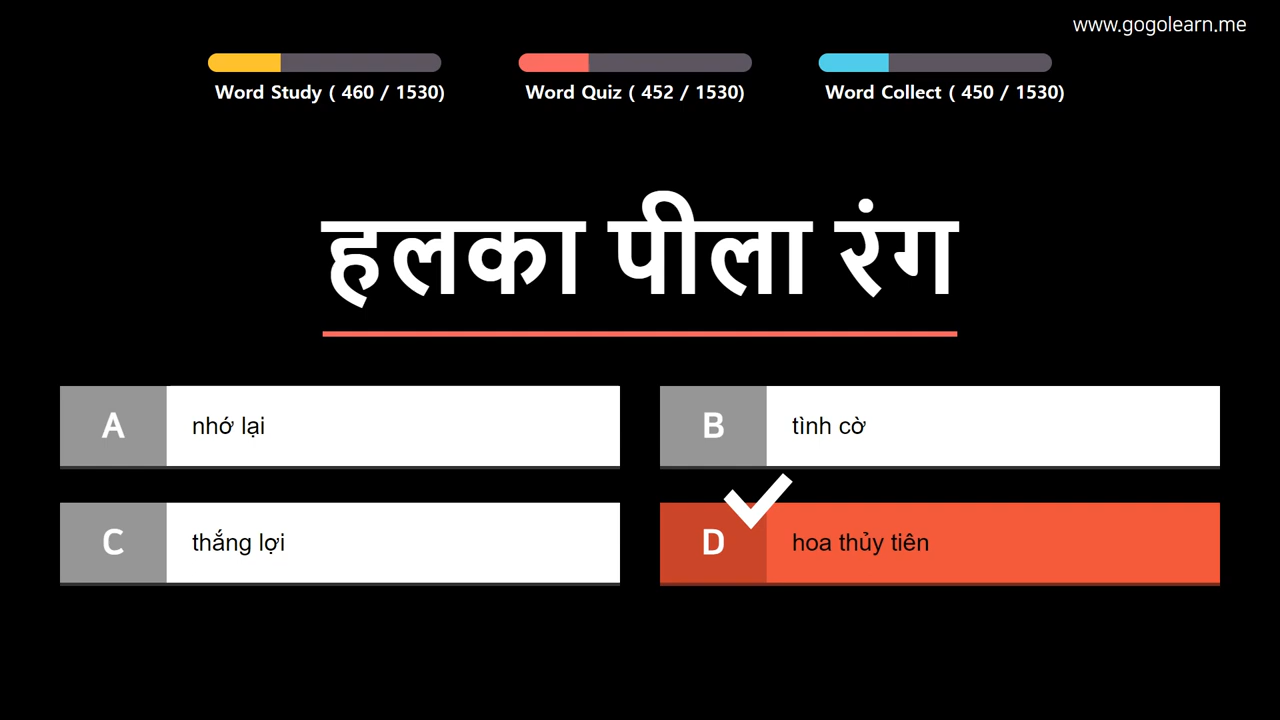 www.gogolearn.me
Word Study ( 460 / 1530)
Word Quiz ( 452 / 1530)
Word Collect ( 450 / 1530)
हलका पीला रंग
A nhớ lại
B tình cờ
C thắng lợi
D hoa thủy tiên